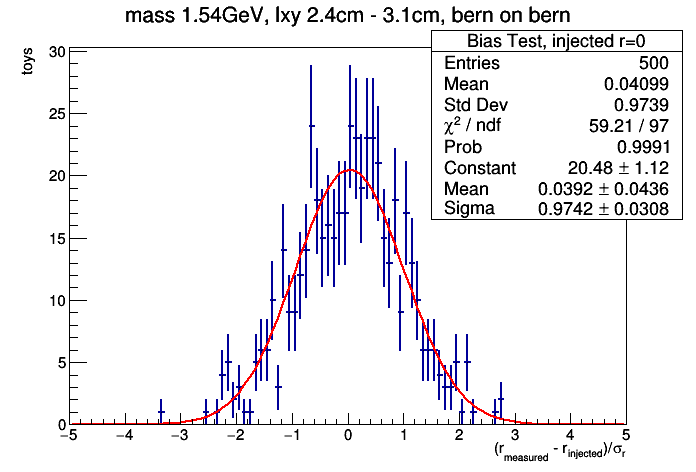 mass 1.54GeV, lxy 2.4cm - 3.1cm, bern on bern
Bias Test, injected r=0
Entries 500
Mean 0.04099
Std Dev 0.9739
χ² / ndf 59.21 / 97
Prob 0.9991
Constant 20.48 ± 1.12
Mean 0.0392 ± 0.0436
Sigma 0.9742 ± 0.0308
toys
30
25
20
15
10
5
0
−5 −4 −3 −2 −1 0 1 2 3 4 5
(r_measured - r_injected)/σ_r